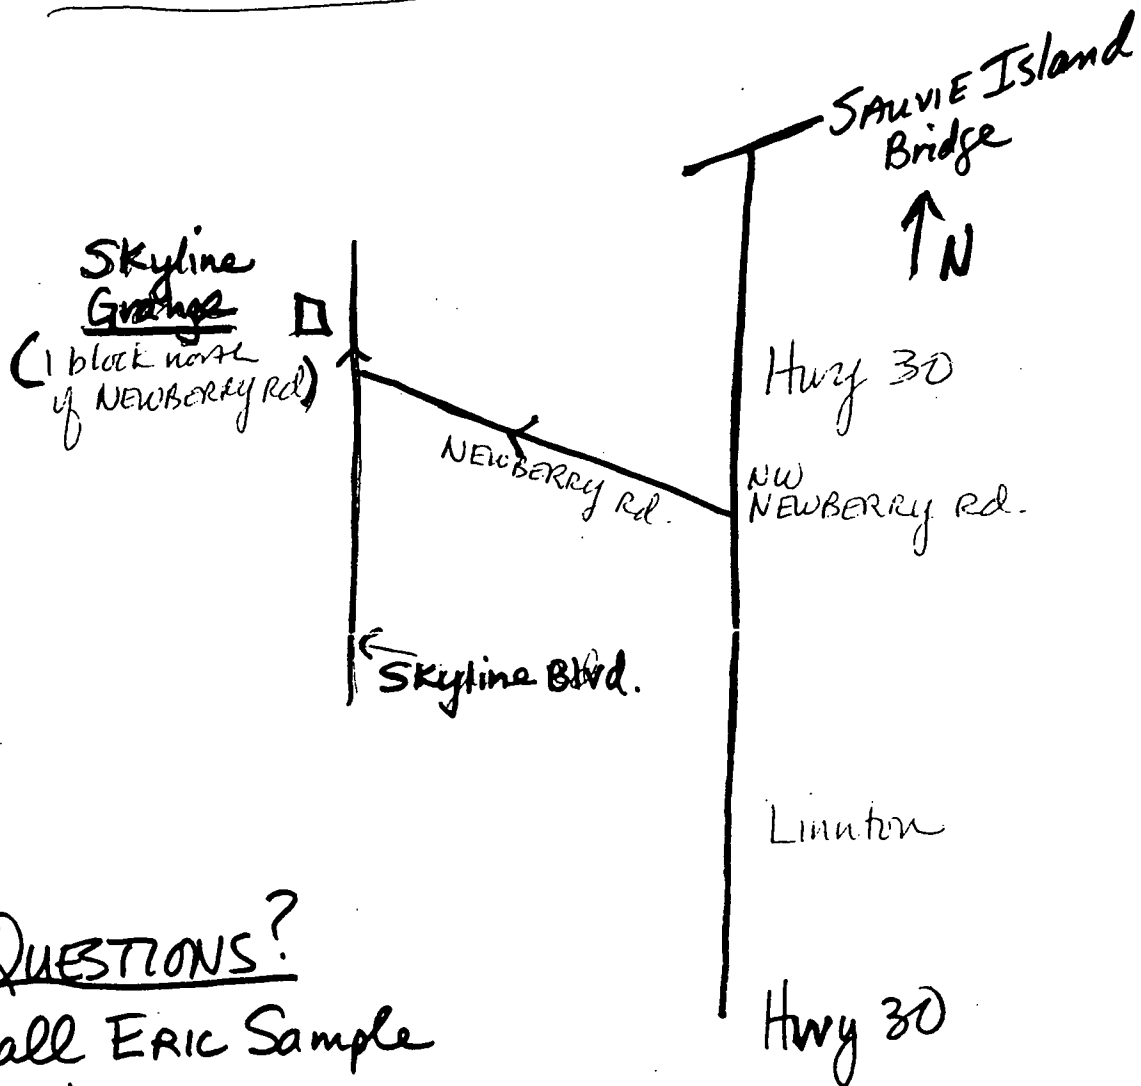 SAUVIE Island
Bridge
N
Skyline
Grange
(1 block north
of NEWBERRY Rd)
Hwy 30
NEWBERRY Rd.
NW
NEWBERRY Rd.
Skyline Blvd.
Linnton
QUESTIONS?
all ERIC Sample
Hwy 30